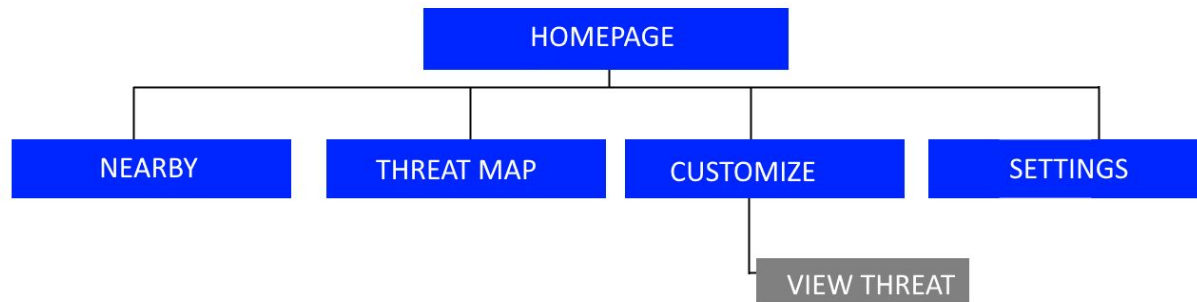 HOMEPAGE
NEARBY
THREAT MAP
CUSTOMIZE
SETTINGS
VIEW THREAT